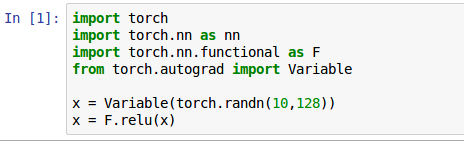 In [1]: import torch
import torch.nn as nn
import torch.nn.functional as F
from torch.autograd import Variable
x = Variable(torch.randn(10,128))
x = F.relu(x)